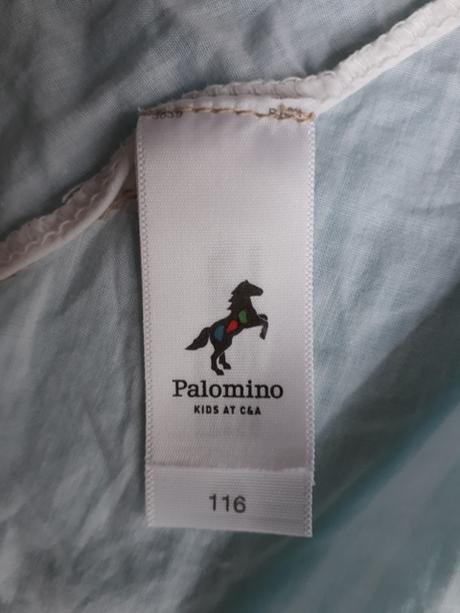 Palomino
KIDS AT C&A
116